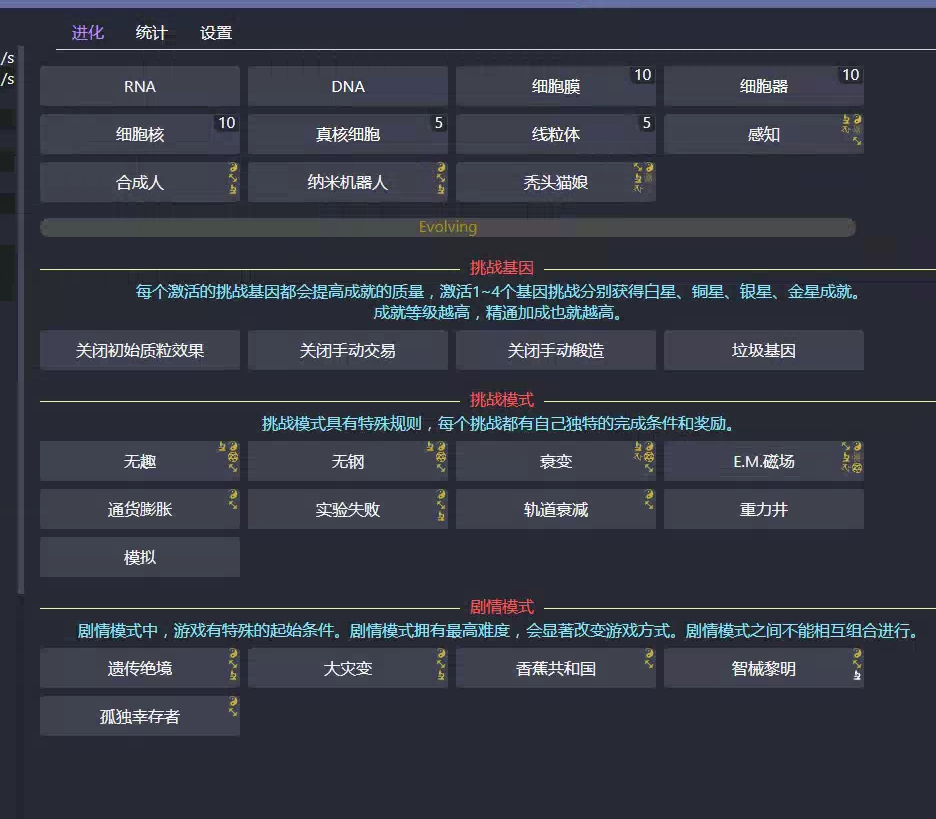 进化 统计 设置
/s
/s
RNA DNA 细胞膜 10 细胞器 10
细胞核 10 真核细胞 5 线粒体 5 感知
合成人 纳米机器人 秃头猫娘
Evolving
挑战基因
每个激活的挑战基因都会提高成就的质量，激活1~4个基因挑战分别获得白星、铜星、银星、金星成就。
成就等级越高，精通加成也就越高。
关闭初始质粒效果 关闭手动交易 关闭手动锻造 垃圾基因
挑战模式
挑战模式具有特殊规则，每个挑战都有自己独特的完成条件和奖励。
无趣 无钢 衰变 E.M.磁场
通货膨胀 实验失败 轨道衰减 重力井
模拟
剧情模式
剧情模式中，游戏有特殊的起始条件。剧情模式拥有最高难度，会显著改变游戏方式。剧情模式之间不能相互组合进行。
遗传绝境 大灾变 香蕉共和国 智械黎明
孤独幸存者